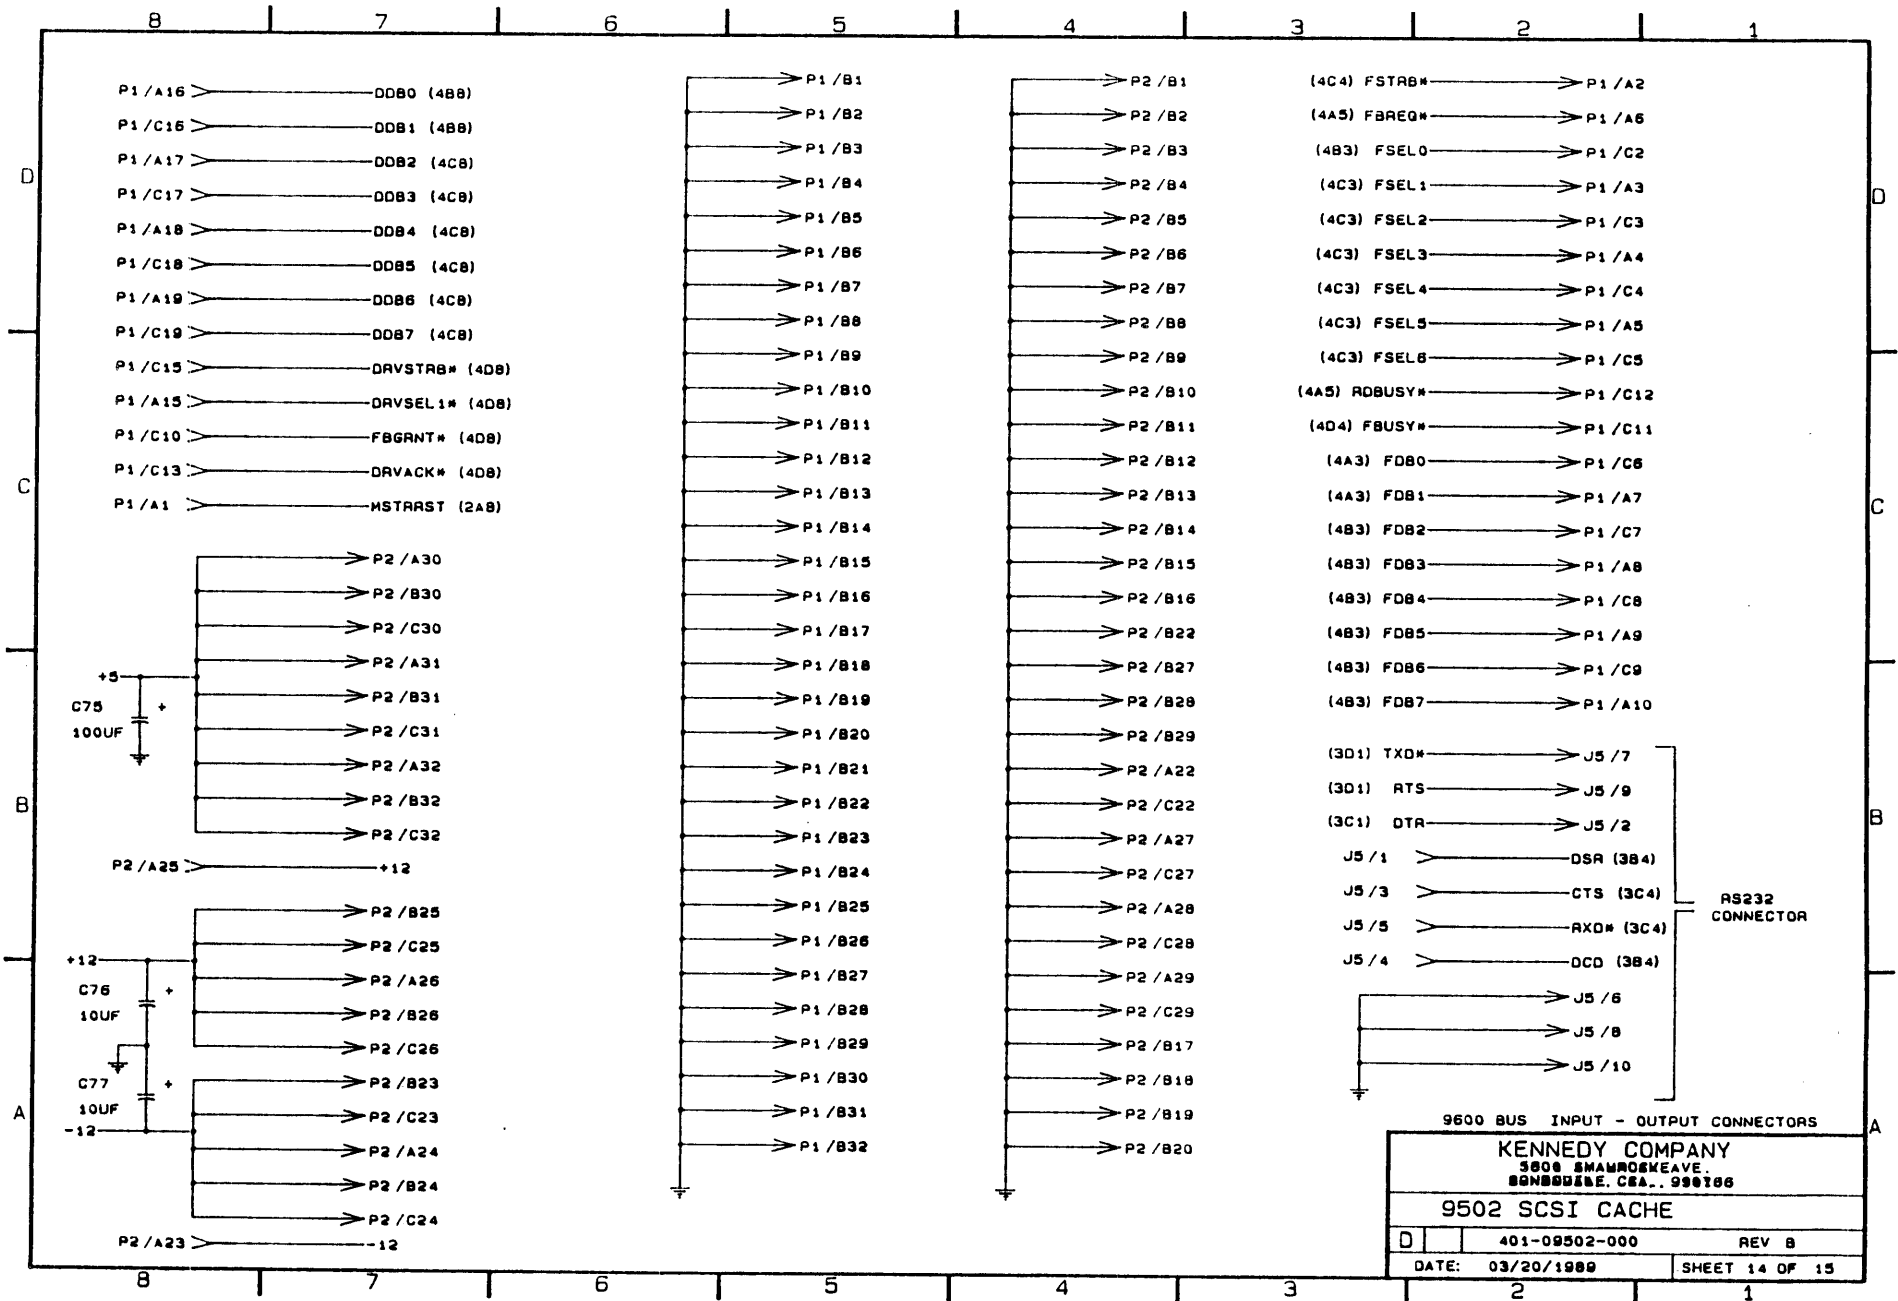 8 7 6 5 4 3 2 1
D
C
B
A
P1/A16 DDB0 (4B8)
P1/C16 DDB1 (4B8)
P1/A17 DDB2 (4C8)
P1/C17 DDB3 (4C8)
P1/A18 DDB4 (4C8)
P1/C18 DDB5 (4C8)
P1/A19 DDB6 (4C8)
P1/C19 DDB7 (4C8)
P1/C15 DRVSTRB* (4D8)
P1/A15 DRVSEL1* (4D8)
P1/C10 FBGRNT* (4D8)
P1/C13 DRVACK* (4D8)
P1/A1 MSTRRST (2A8)
P2/A30
P2/B30
P2/C30
P2/A31
+5
P2/B31
C75 +
100UF
P2/C31
P2/A32
P2/B32
P2/C32
P2/A25 +12
P2/B25
P2/C25
+12
P2/A26
C76 +
10UF
P2/B26
P2/C26
P2/B23
C77 +
10UF
P2/C23
-12
P2/A24
P2/B24
P2/C24
P2/A23 -12
P1/B1
P1/B2
P1/B3
P1/B4
P1/B5
P1/B6
P1/B7
P1/B8
P1/B9
P1/B10
P1/B11
P1/B12
P1/B13
P1/B14
P1/B15
P1/B16
P1/B17
P1/B18
P1/B19
P1/B20
P1/B21
P1/B22
P1/B23
P1/B24
P1/B25
P1/B26
P1/B27
P1/B28
P1/B29
P1/B30
P1/B31
P1/B32
P2/B1
P2/B2
P2/B3
P2/B4
P2/B5
P2/B6
P2/B7
P2/B8
P2/B9
P2/B10
P2/B11
P2/B12
P2/B13
P2/B14
P2/B15
P2/B16
P2/B22
P2/B27
P2/B28
P2/B29
P2/A22
P2/C22
P2/A27
P2/C27
P2/A28
P2/C28
P2/A29
P2/C29
P2/B17
P2/B18
P2/B19
P2/B20
(4C4) FSTRB* P1/A2
(4A5) FBREQ* P1/A6
(4B3) FSEL0 P1/C2
(4C3) FSEL1 P1/A3
(4C3) FSEL2 P1/C3
(4C3) FSEL3 P1/A4
(4C3) FSEL4 P1/C4
(4C3) FSEL5 P1/A5
(4C3) FSEL6 P1/C5
(4A5) RDBUSY* P1/C12
(4D4) FBUSY* P1/C11
(4A3) FDB0 P1/C6
(4A3) FDB1 P1/A7
(4B3) FDB2 P1/C7
(4B3) FDB3 P1/A8
(4B3) FDB4 P1/C8
(4B3) FDB5 P1/A9
(4B3) FDB6 P1/C9
(4B3) FDB7 P1/A10
(3D1) TXD* J5/7
(3D1) RTS J5/9
(3C1) DTR J5/2
J5/1 DSR (3B4)
J5/3 CTS (3C4)
J5/5 RXD* (3C4)
J5/4 DCD (3B4)
J5/6
J5/8
J5/10
RS232
CONNECTOR
D
C
B
A
9600 BUS INPUT - OUTPUT CONNECTORS
KENNEDY COMPANY
9502 SCSI CACHE
D 401-09502-000 REV B
DATE: 03/20/1989 SHEET 14 OF 15
8 7 6 5 4 3 2 1